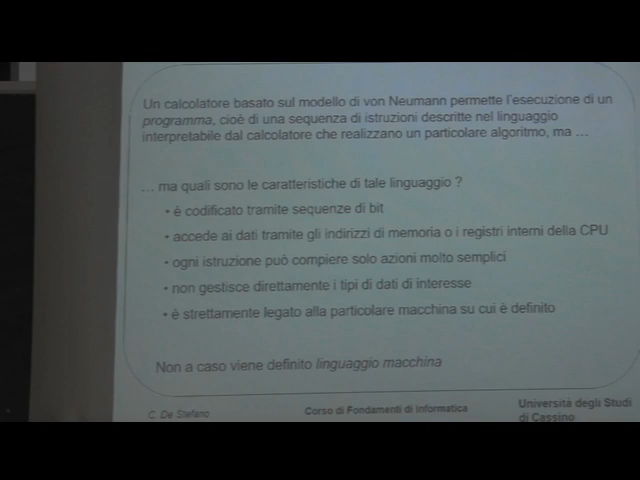 Un calcolatore basato sul modello di von Neumann permette l'esecuzione di un
programma, cioè di una sequenza di istruzioni descritte nel linguaggio
interpretabile dal calcolatore che realizzano un particolare algoritmo, ma ...
... ma quali sono le caratteristiche di tale linguaggio ?
• è codificato tramite sequenze di bit
• accede ai dati tramite gli indirizzi di memoria o i registri interni della CPU
• ogni istruzione può compiere solo azioni molto semplici
• non gestisce direttamente i tipi di dati di interesse
• è strettamente legato alla particolare macchina su cui è definito
Non a caso viene definito linguaggio macchina
C. De Stefano
Corso di Fondamenti di Informatica
Università degli Studi
di Cassino